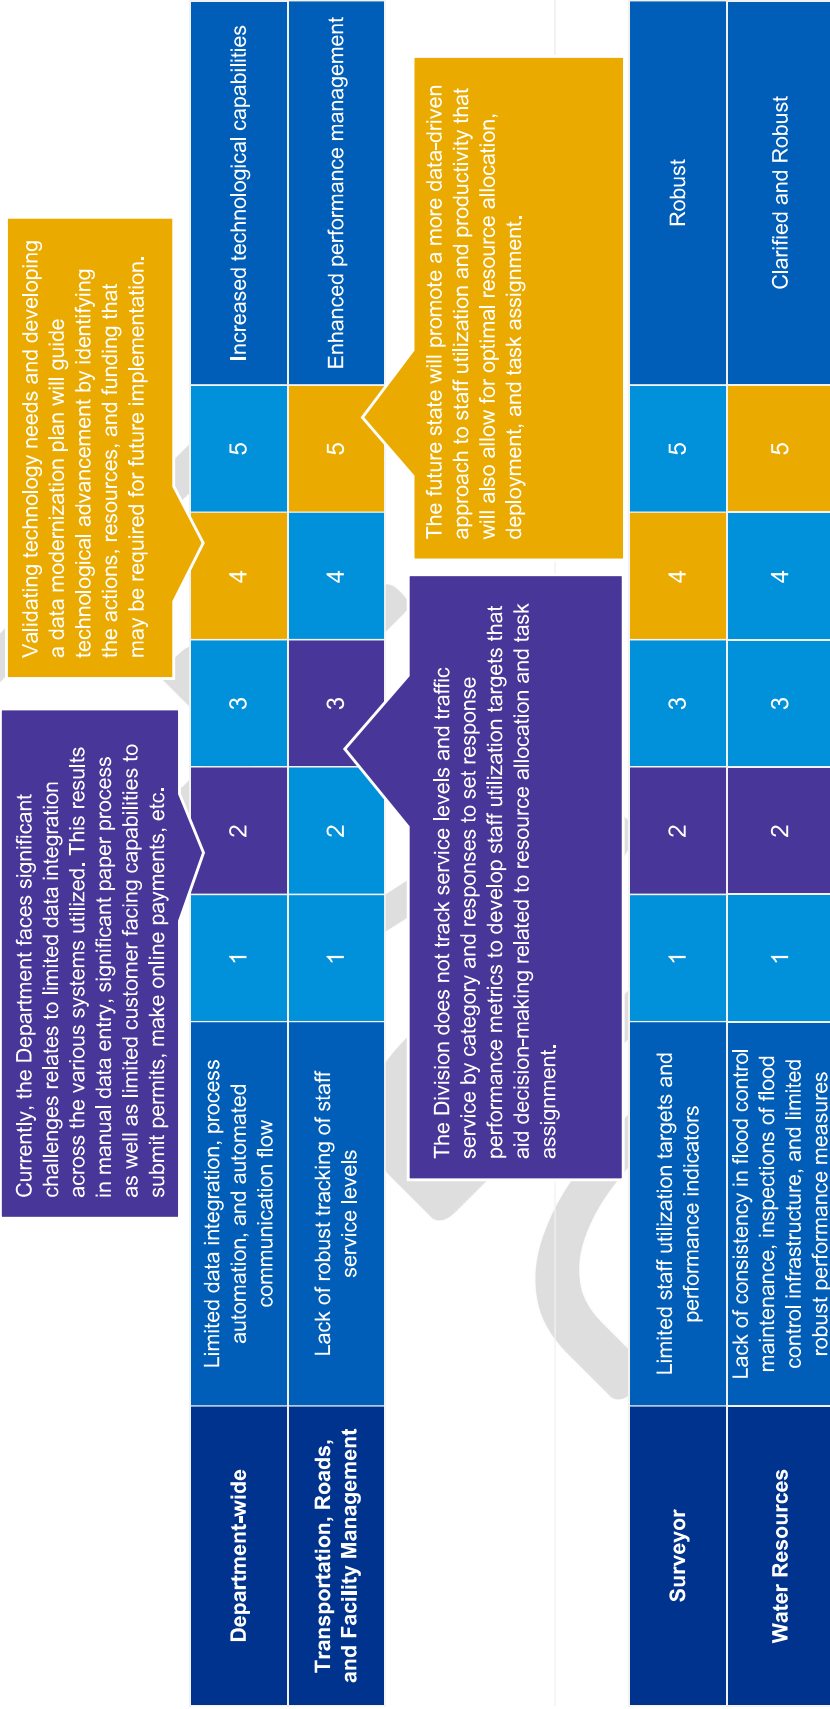 Currently, the Department faces significant
challenges relates to limited data integration
across the various systems utilized. This results
in manual data entry, significant paper process
as well as limited customer facing capabilities to
submit permits, make online payments, etc.
Validating technology needs and developing
a data modernization plan will guide
technological advancement by identifying
the actions, resources, and funding that
may be required for future implementation.
Department-wide
Limited data integration, process
automation, and automated
communication flow
1
2
3
4
5
Increased technological capabilities
Transportation, Roads,
and Facility Management
Lack of robust tracking of staff
service levels
1
2
3
4
5
Enhanced performance management
The Division does not track service levels and traffic
service by category and responses to set response
performance metrics to develop staff utilization targets that
aid decision-making related to resource allocation and task
assignment.
The future state will promote a more data-driven
approach to staff utilization and productivity that
will also allow for optimal resource allocation,
deployment, and task assignment.
Surveyor
Limited staff utilization targets and
performance indicators
1
2
3
4
5
Robust
Water Resources
Lack of consistency in flood control
maintenance, inspections of flood
control infrastructure, and limited
robust performance measures
1
2
3
4
5
Clarified and Robust